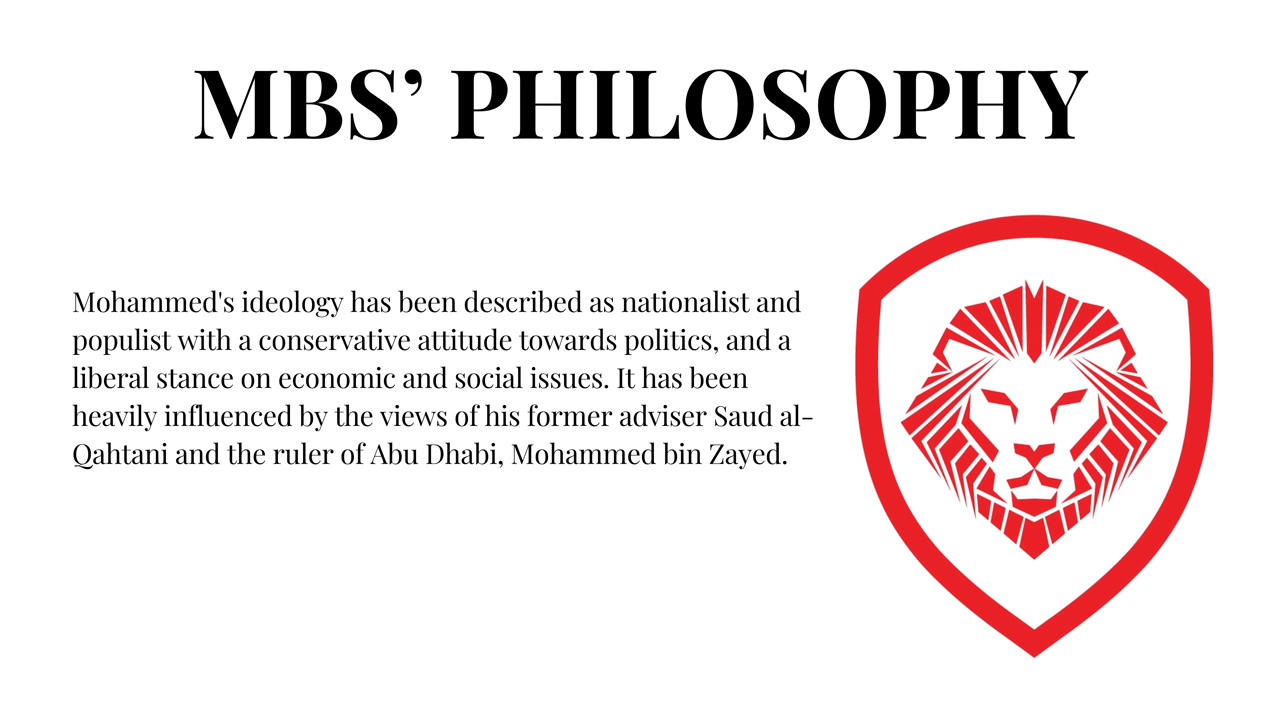 MBS’ PHILOSOPHY
Mohammed's ideology has been described as nationalist and
populist with a conservative attitude towards politics, and a
liberal stance on economic and social issues. It has been
heavily influenced by the views of his former adviser Saud al-
Qahtani and the ruler of Abu Dhabi, Mohammed bin Zayed.